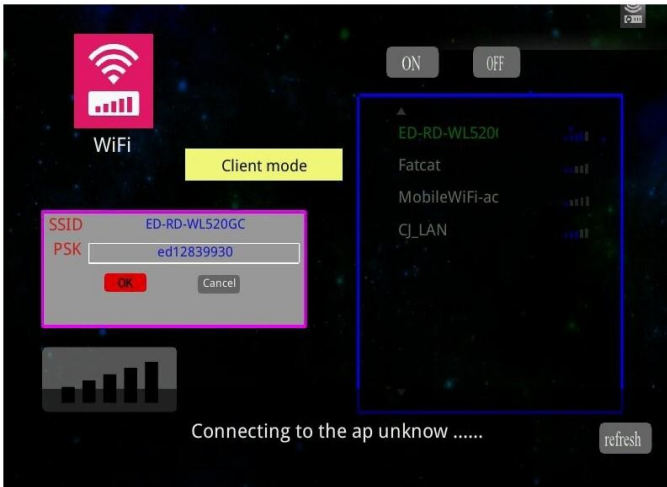 WiFi
Client mode
SSID ED-RD-WL520GC
PSK ed12839930
OK Cancel
ON OFF
ED-RD-WL520(
Fatcat
MobileWiFi-ac
CJ_LAN
Connecting to the ap unknow ......
refresh